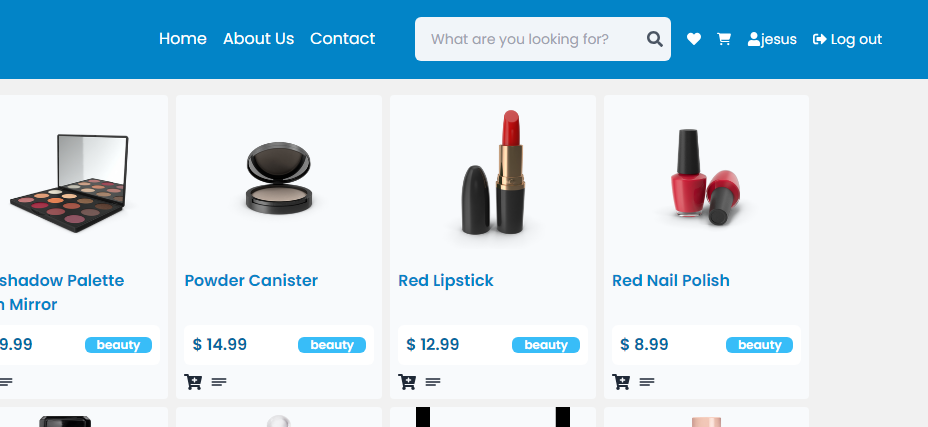 Home About Us Contact What are you looking for? jesus Log out
shadow Palette Powder Canister Red Lipstick Red Nail Polish
Mirror
9.99 beauty $ 14.99 beauty $ 12.99 beauty $ 8.99 beauty